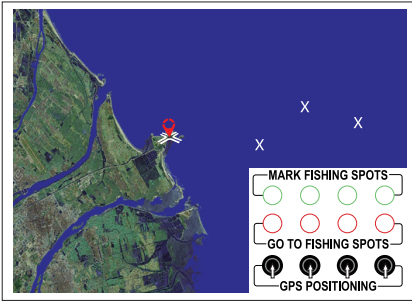 X
X
X
MARK FISHING SPOTS
GO TO FISHING SPOTS
GPS POSITIONING